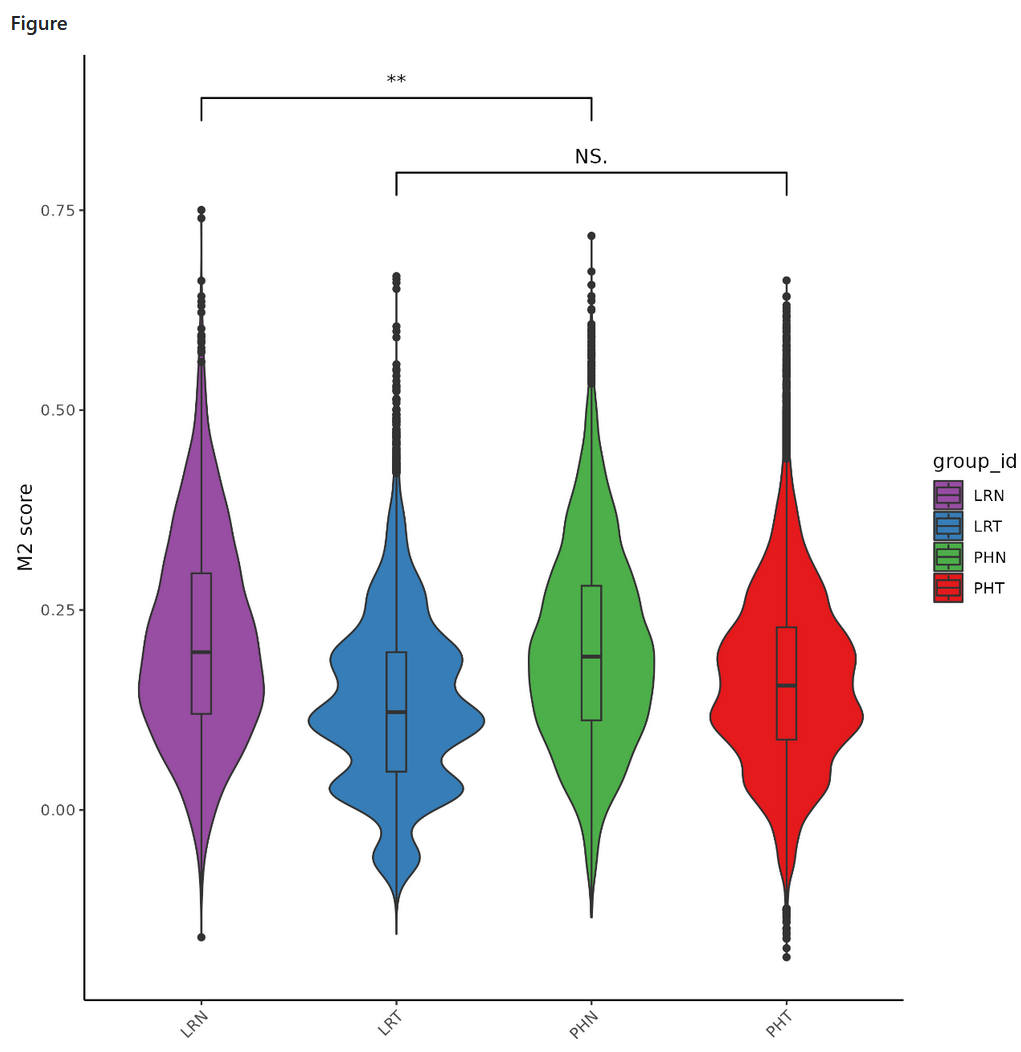 Figure
**
NS.
0.75
0.50
0.25
0.00
M2 score
LRN
LRT
PHN
PHT
group_id
LRN
LRT
PHN
PHT